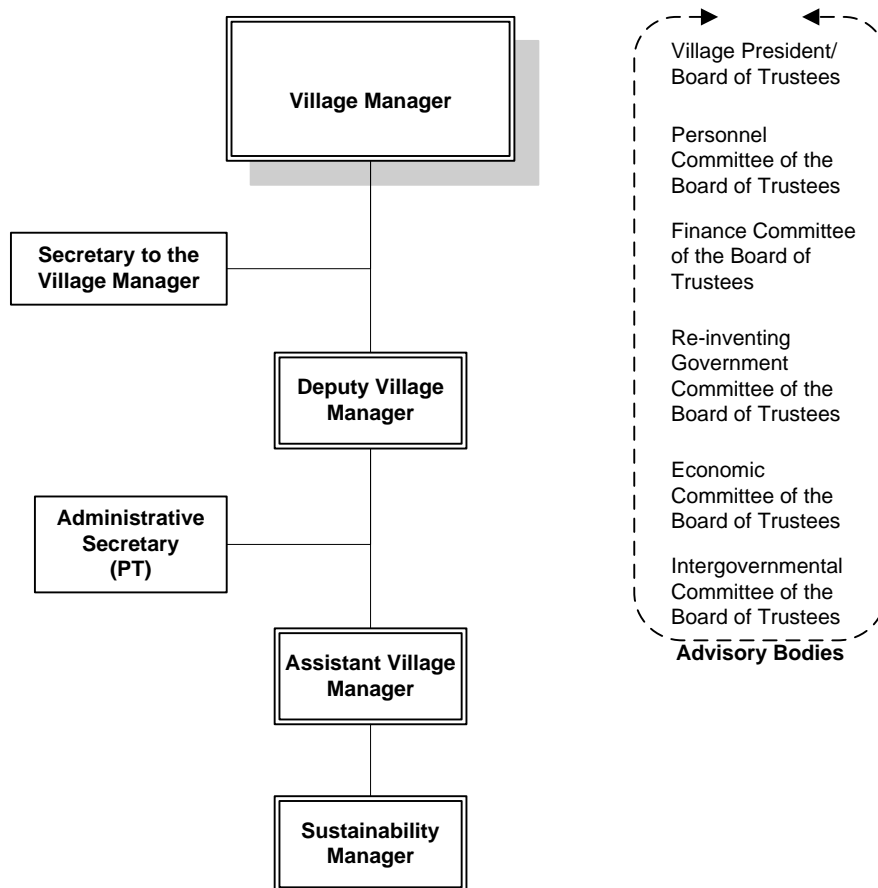 Village Manager
Secretary to the
Village Manager
Deputy Village
Manager
Administrative
Secretary
(PT)
Assistant Village
Manager
Sustainability
Manager
Village President/
Board of Trustees
Personnel
Committee of the
Board of Trustees
Finance Committee
of the Board of
Trustees
Re-inventing
Government
Committee of the
Board of Trustees
Economic
Committee of the
Board of Trustees
Intergovernmental
Committee of the
Board of Trustees
Advisory Bodies